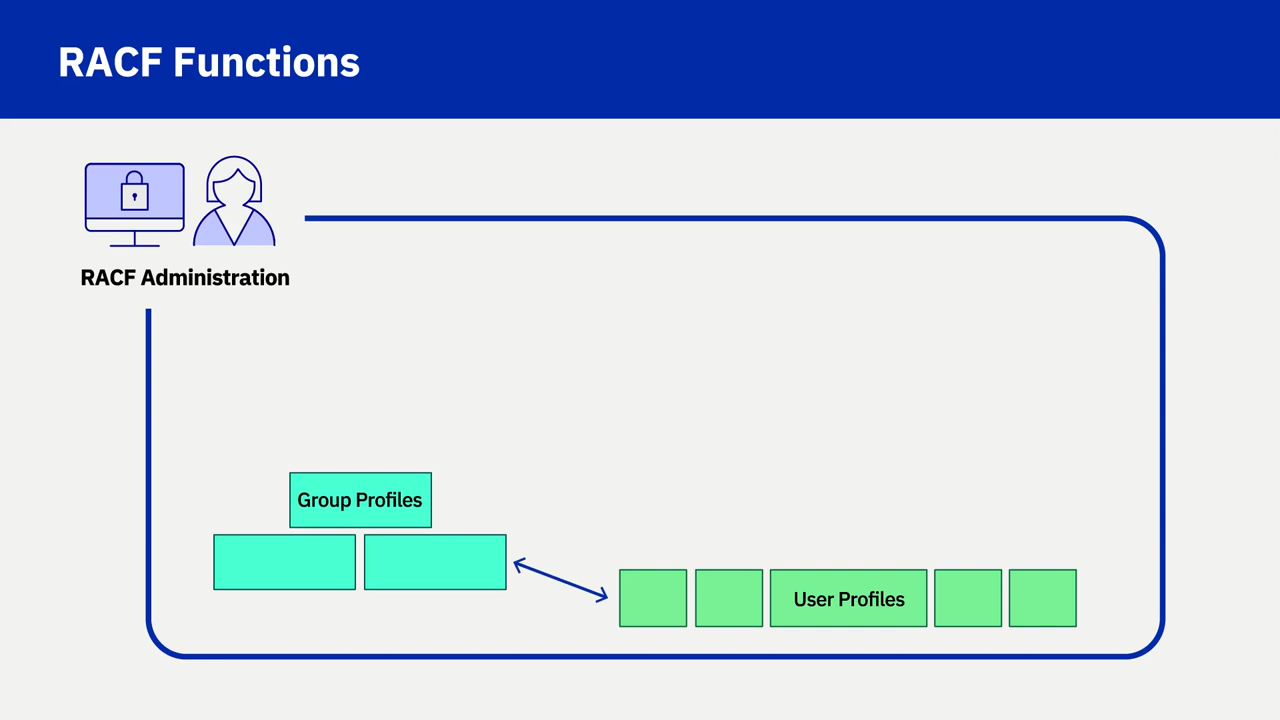 RACF Functions
RACF Administration
Group Profiles
User Profiles